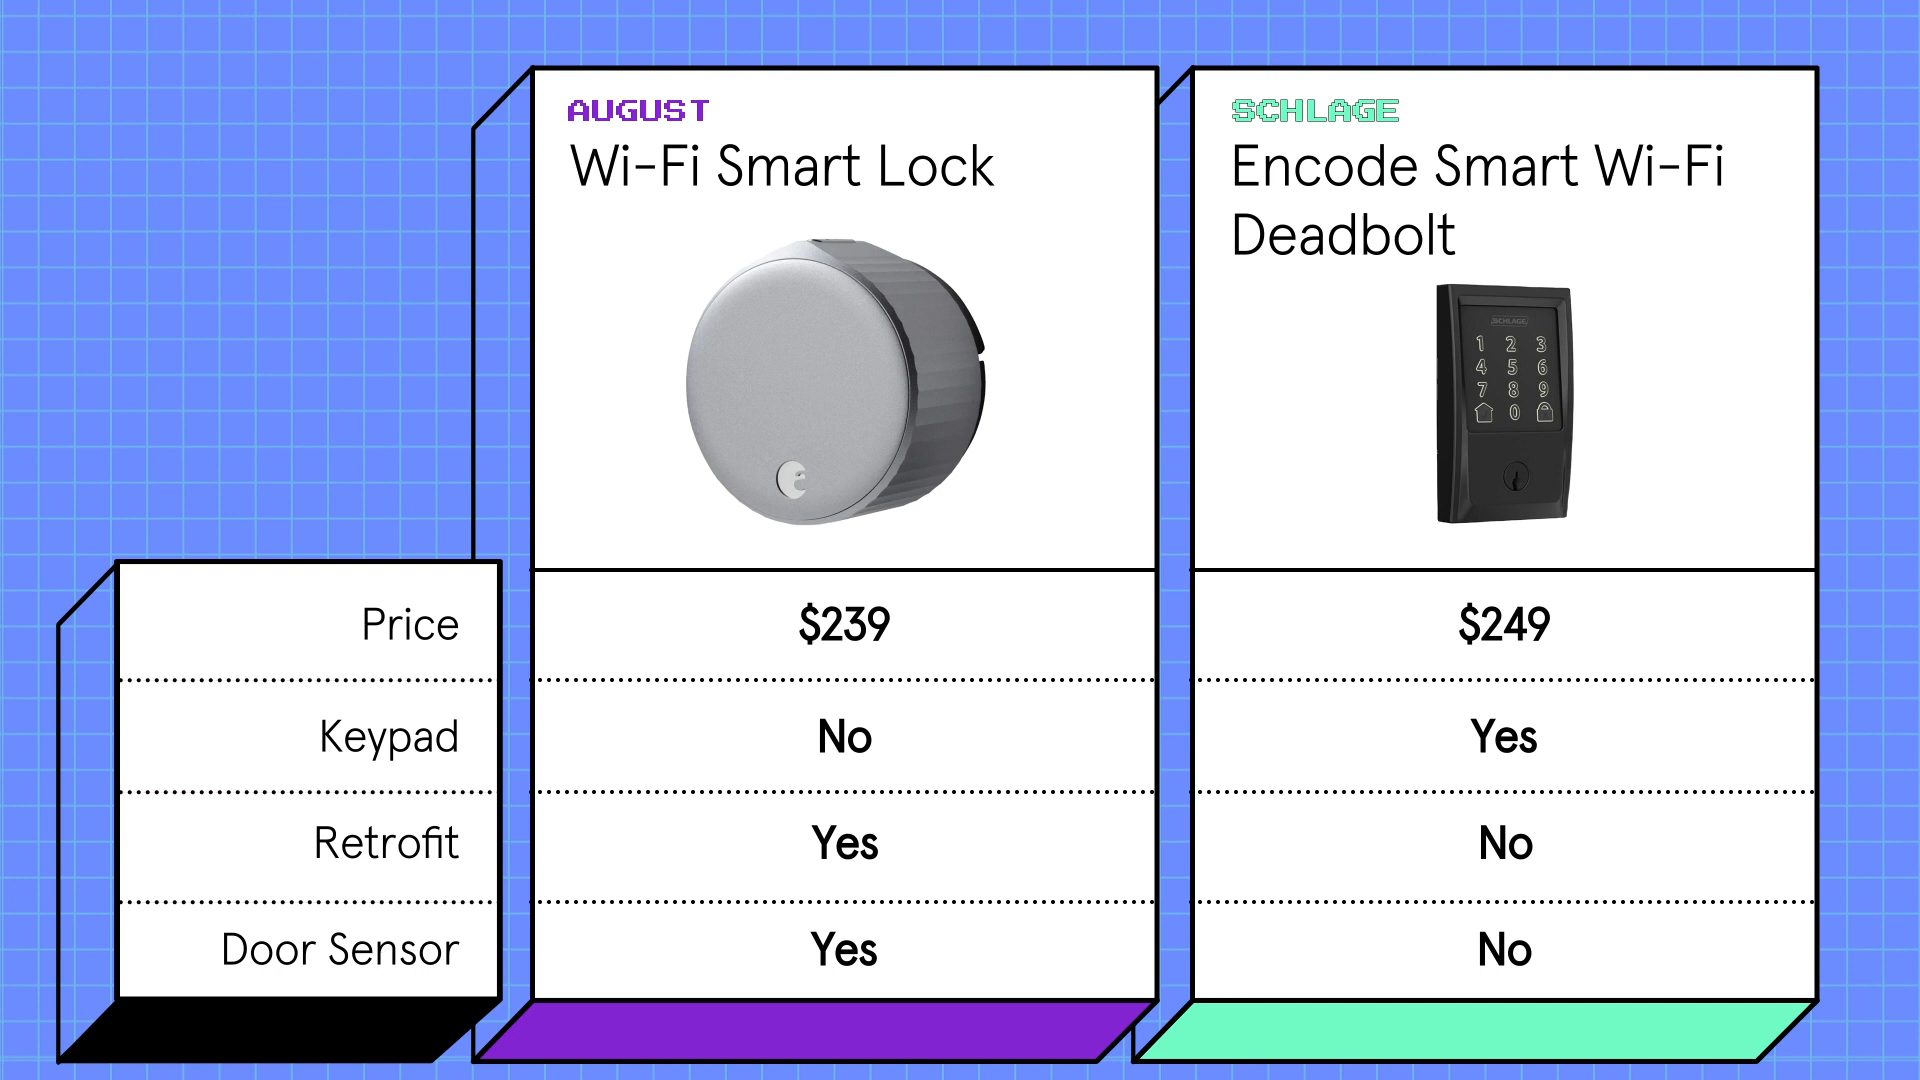 AUGUST
Wi-Fi Smart Lock
SCHLAGE
Encode Smart Wi-Fi
Deadbolt
SCHLAGE
1 2 3
4 5 6
7 8 9
0
Price $239 $249
Keypad No Yes
Retrofit Yes No
Door Sensor Yes No